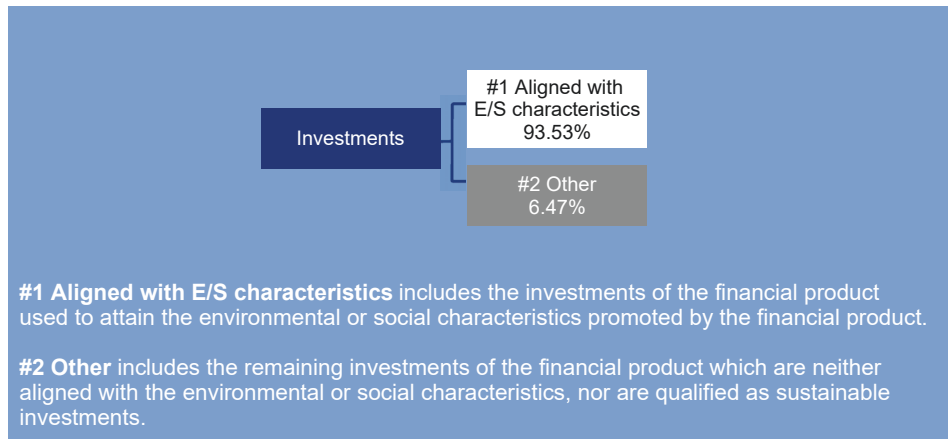 #1 Aligned with
E/S characteristics
93.53%
Investments
#2 Other
6.47%
#1 Aligned with E/S characteristics includes the investments of the financial product
used to attain the environmental or social characteristics promoted by the financial product.
#2 Other includes the remaining investments of the financial product which are neither
aligned with the environmental or social characteristics, nor are qualified as sustainable
investments.